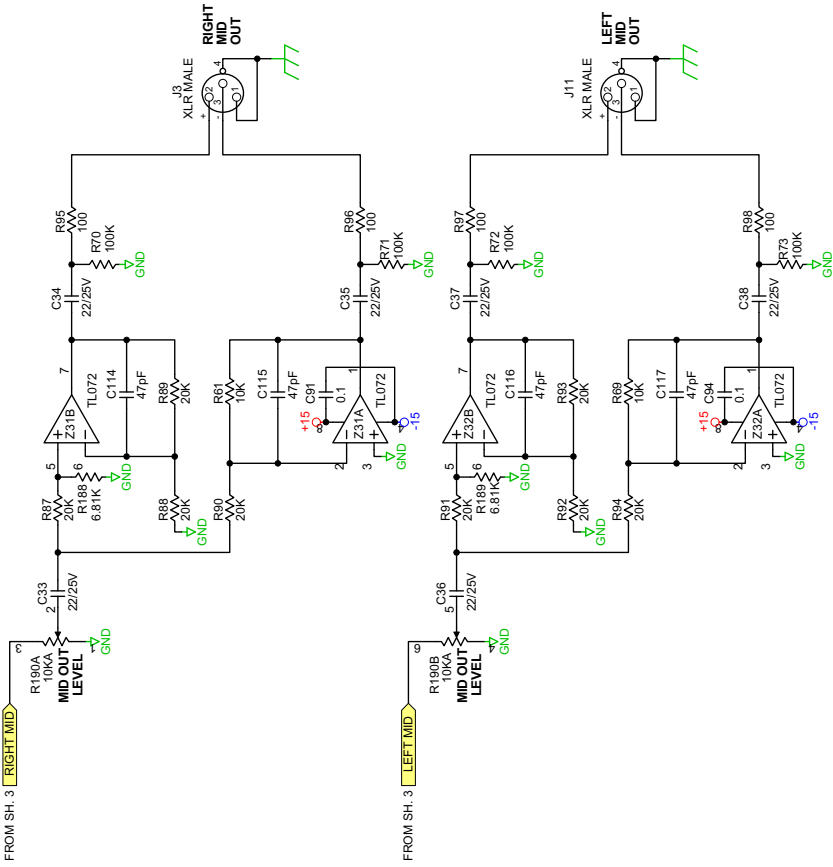 RIGHT
MID
OUT
J3
XLR MALE
4
2
3
1
+
-
R95
100
R70
100K
GND
C34
22/25V
7
Z31B
TL072
+
-
5
6
C114
47pF
R89
20K
R87
20K
R188
6.81K
GND
R88
20K
GND
R96
100
R71
100K
GND
C35
22/25V
R61
10K
C115
47pF
C91
0.1
1
+15
8
Z31A
TL072
4
-15
2
3
GND
R90
20K
C33
22/25V
2
3
R190A
10KA
1
GND
MID OUT
LEVEL
FROM SH. 3
RIGHT MID
LEFT
MID
OUT
J11
XLR MALE
4
2
3
1
+
-
R97
100
R72
100K
GND
C37
22/25V
7
Z32B
TL072
+
-
5
6
C116
47pF
R93
20K
R91
20K
R189
6.81K
GND
R92
20K
GND
R98
100
R73
100K
GND
C38
22/25V
R69
10K
C117
47pF
C94
0.1
1
+15
8
Z32A
TL072
4
-15
2
3
GND
R94
20K
C36
22/25V
5
6
R190B
10KA
4
GND
MID OUT
LEVEL
FROM SH. 3
LEFT MID